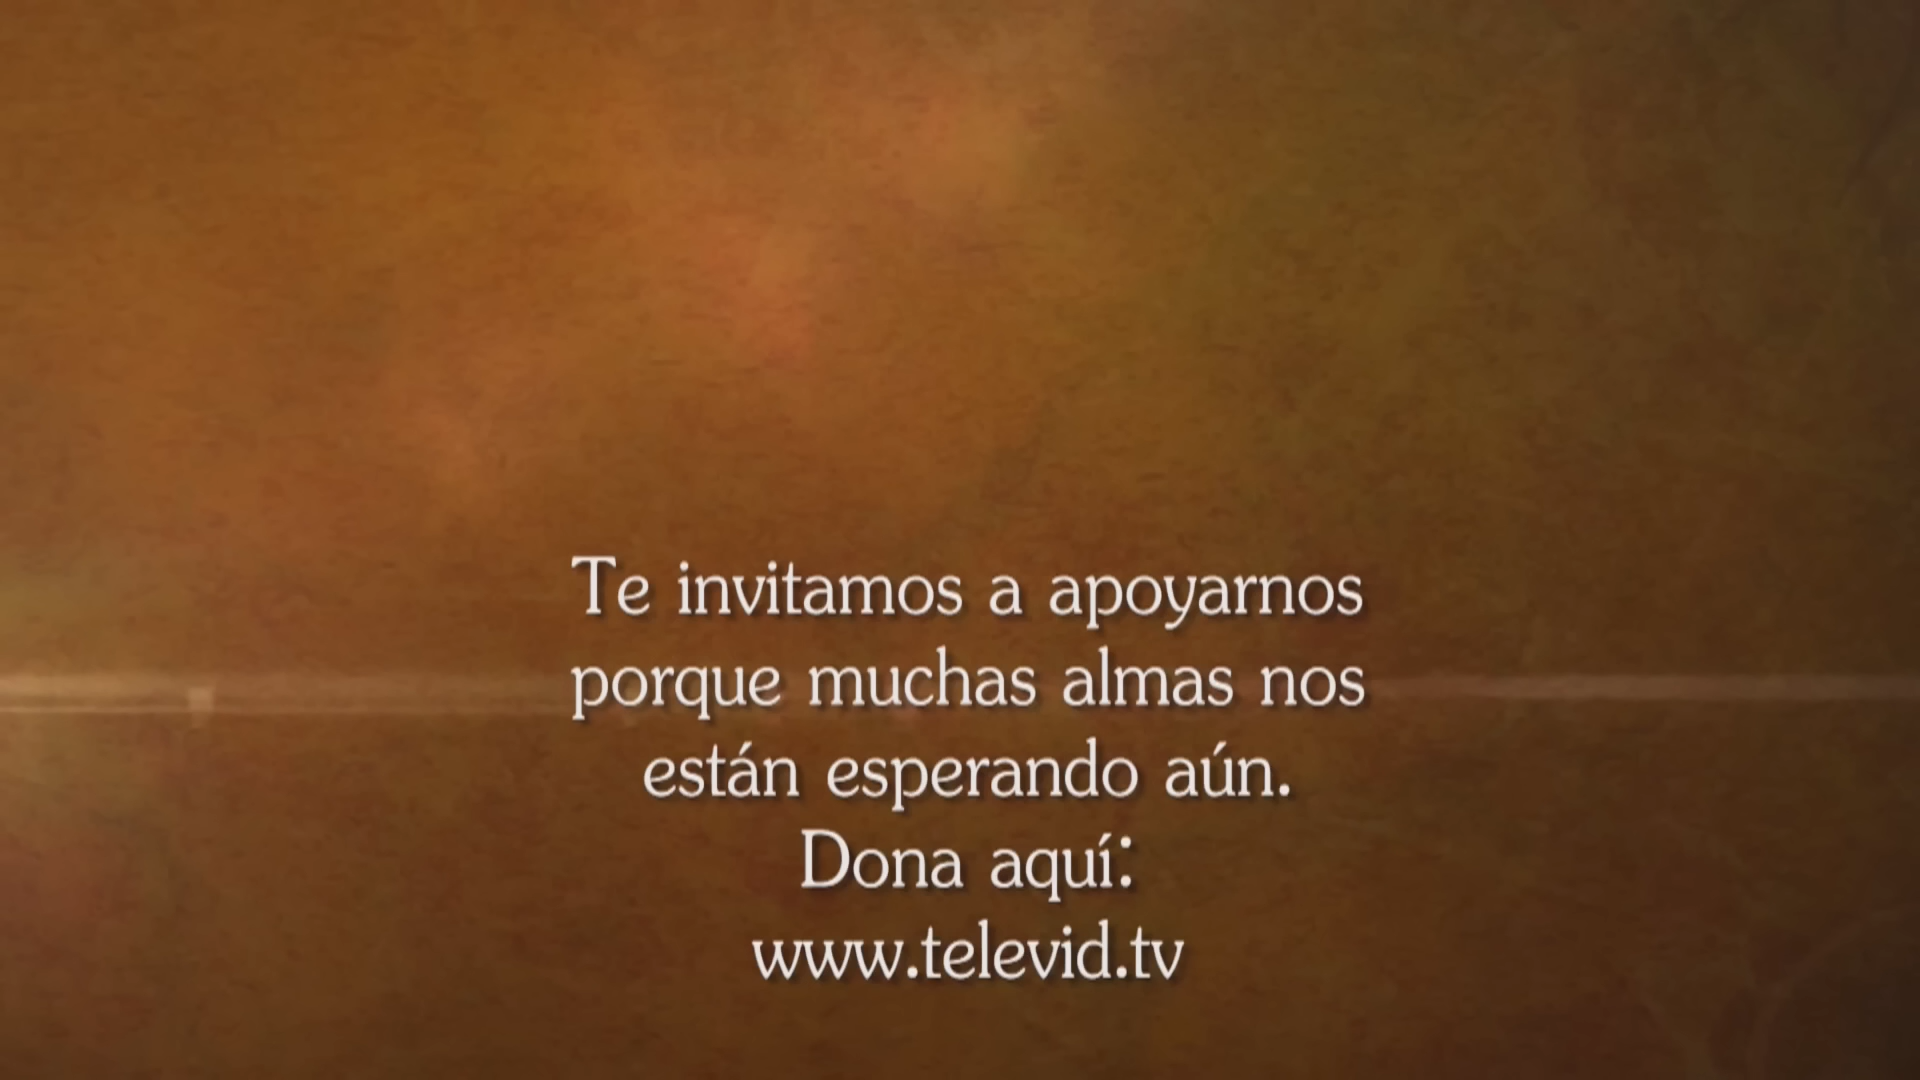 Te invitamos a apoyarnos
porque muchas almas nos
están esperando aún.
Dona aquí:
www.televid.tv